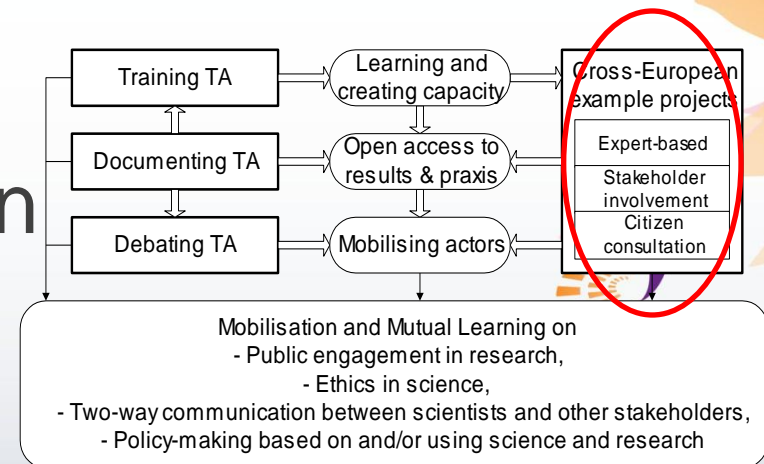 Training TA
Learning and
creating capacity
Cross-European
example projects
Expert-based
Documenting TA
Open access to
results & praxis
Stakeholder
involvement
Citizen
consultation
n
Debating TA
Mobilising actors
Mobilisation and Mutual Learning on
- Public engagement in research,
- Ethics in science,
- Two-way communication between scientists and other stakeholders,
- Policy-making based on and/or using science and research